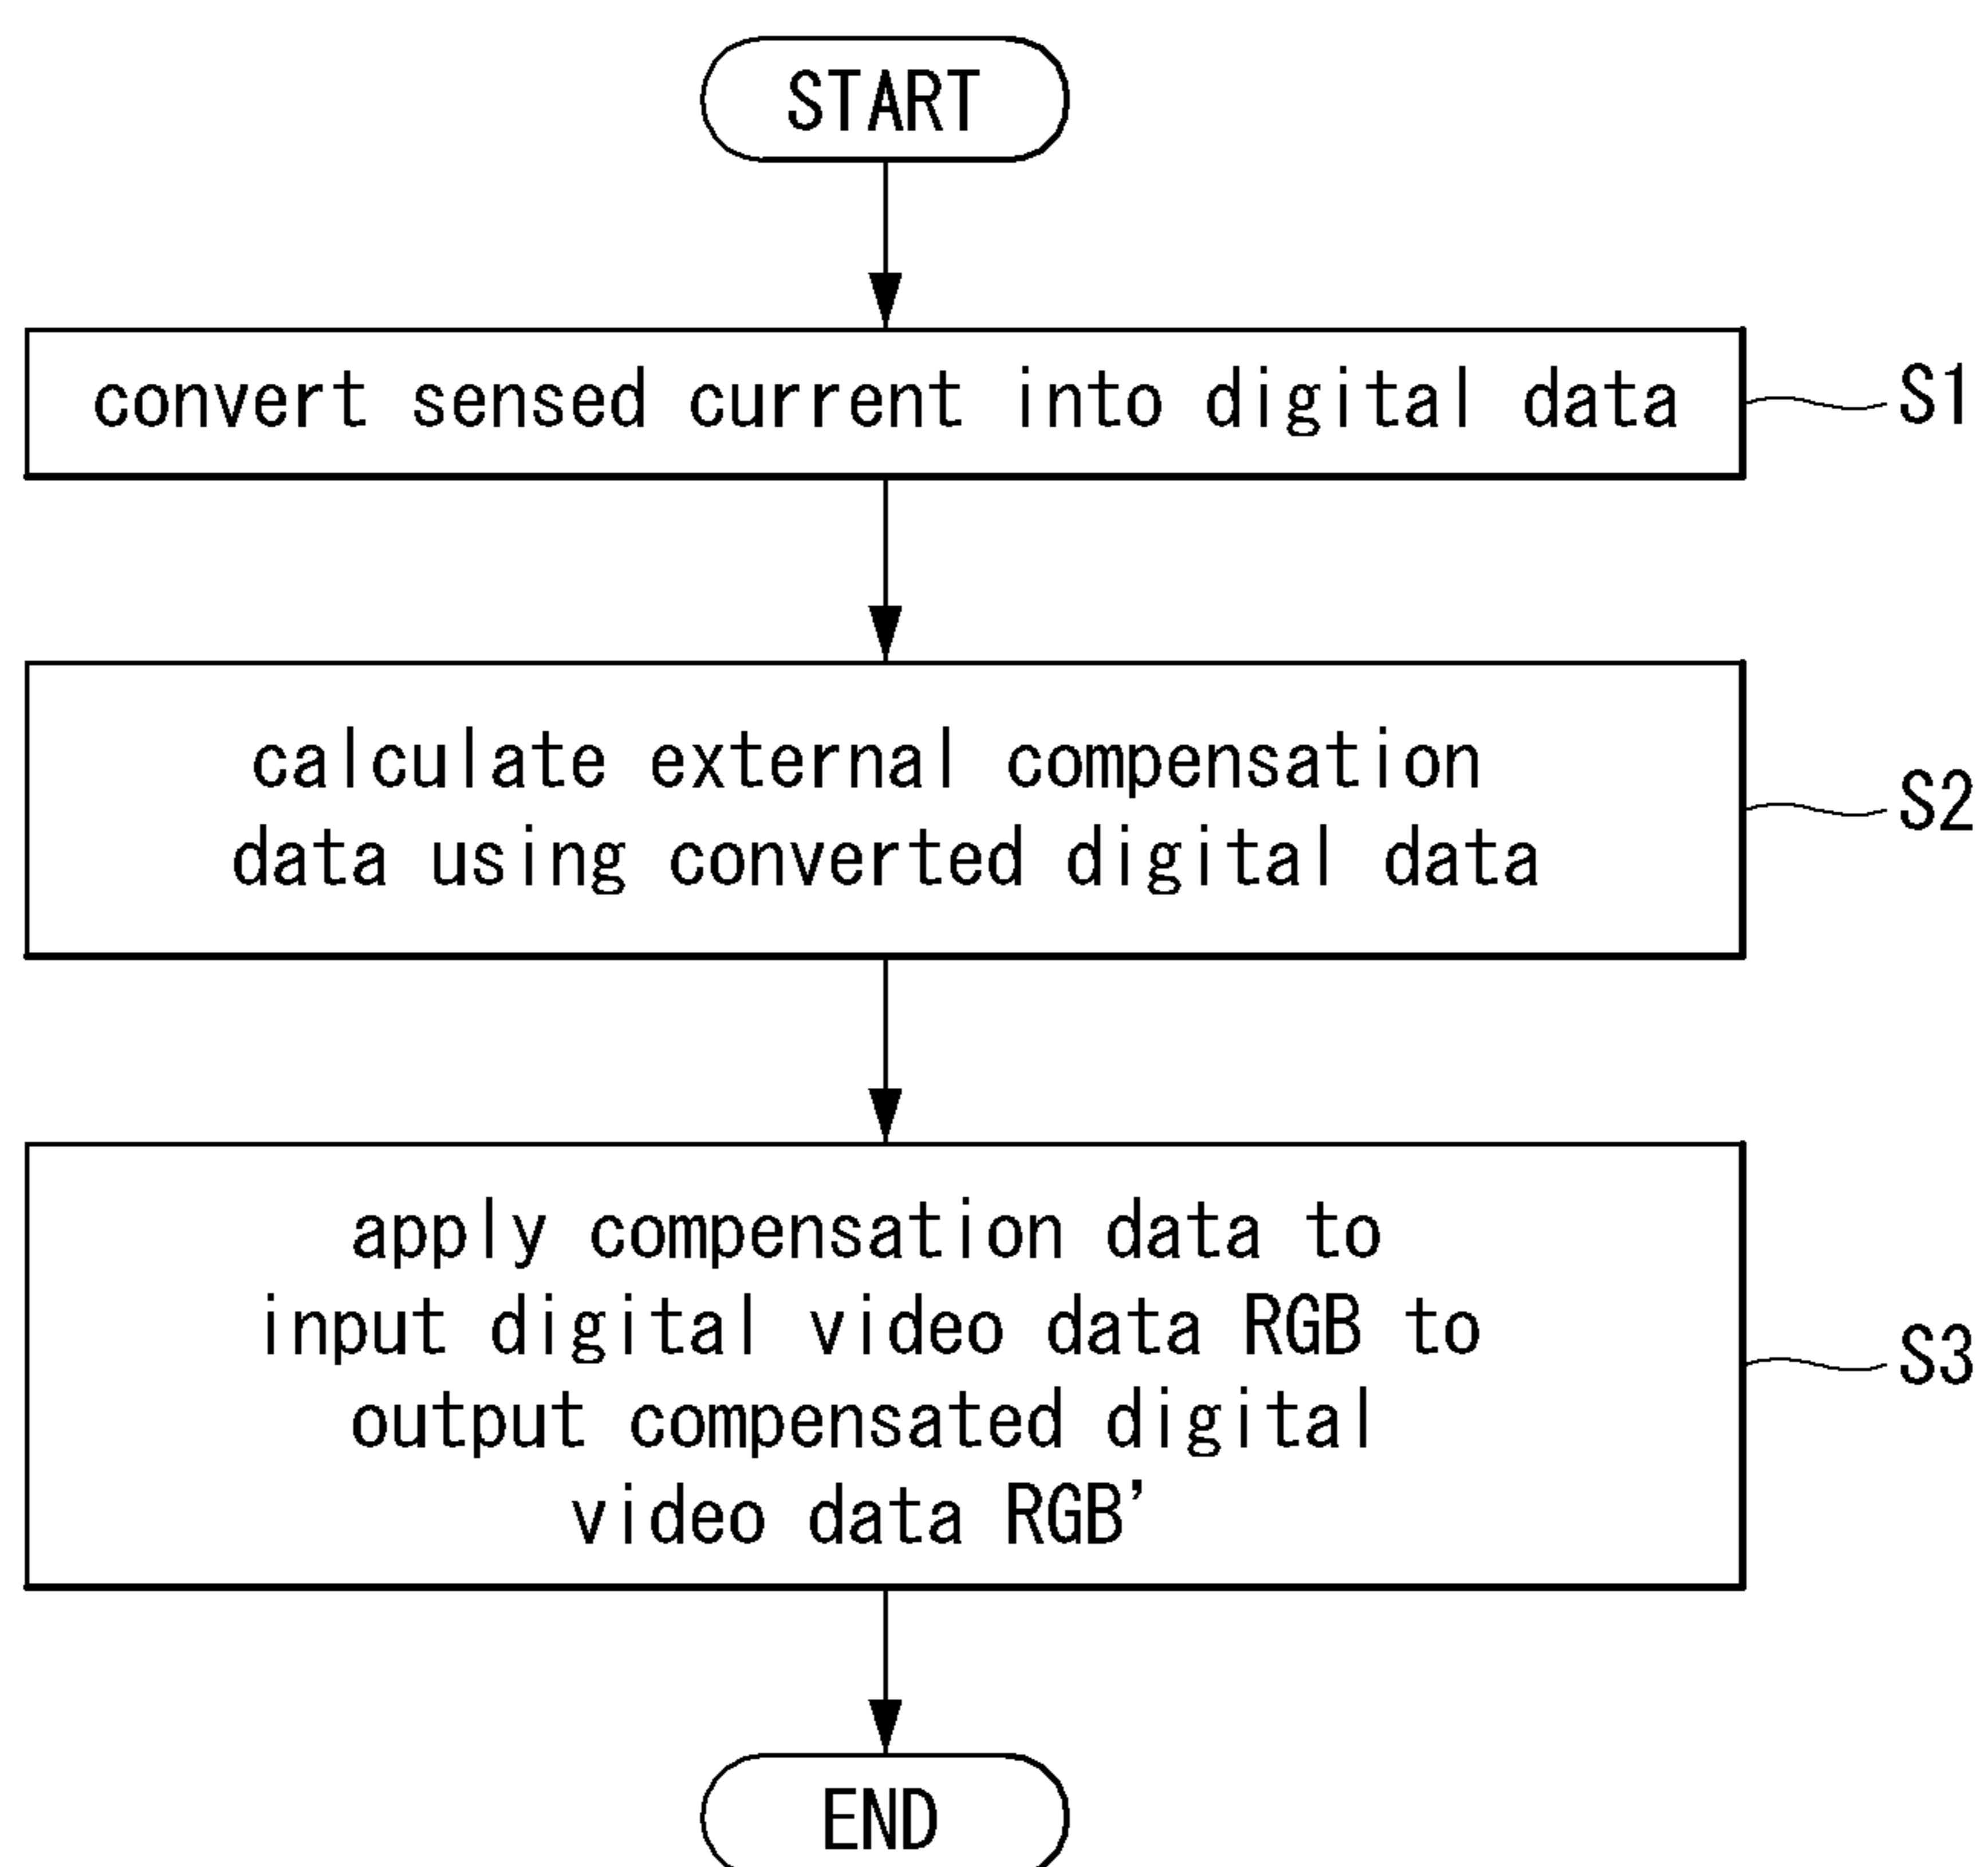 START
convert sensed current into digital data
S1
calculate external compensation
data using converted digital data
S2
apply compensation data to
input digital video data RGB to
output compensated digital
video data RGB'
S3
END